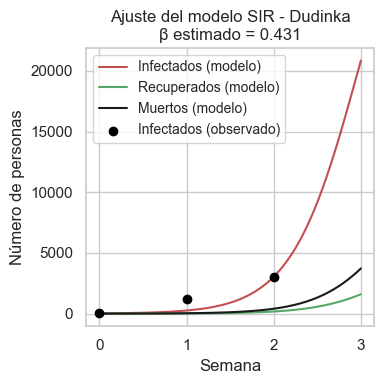 Ajuste del modelo SIR - Dudinka
β estimado = 0.431
Infectados (modelo)
Recuperados (modelo)
Muertos (modelo)
Infectados (observado)
Número de personas
20000
15000
10000
5000
0
0 1 2 3
Semana